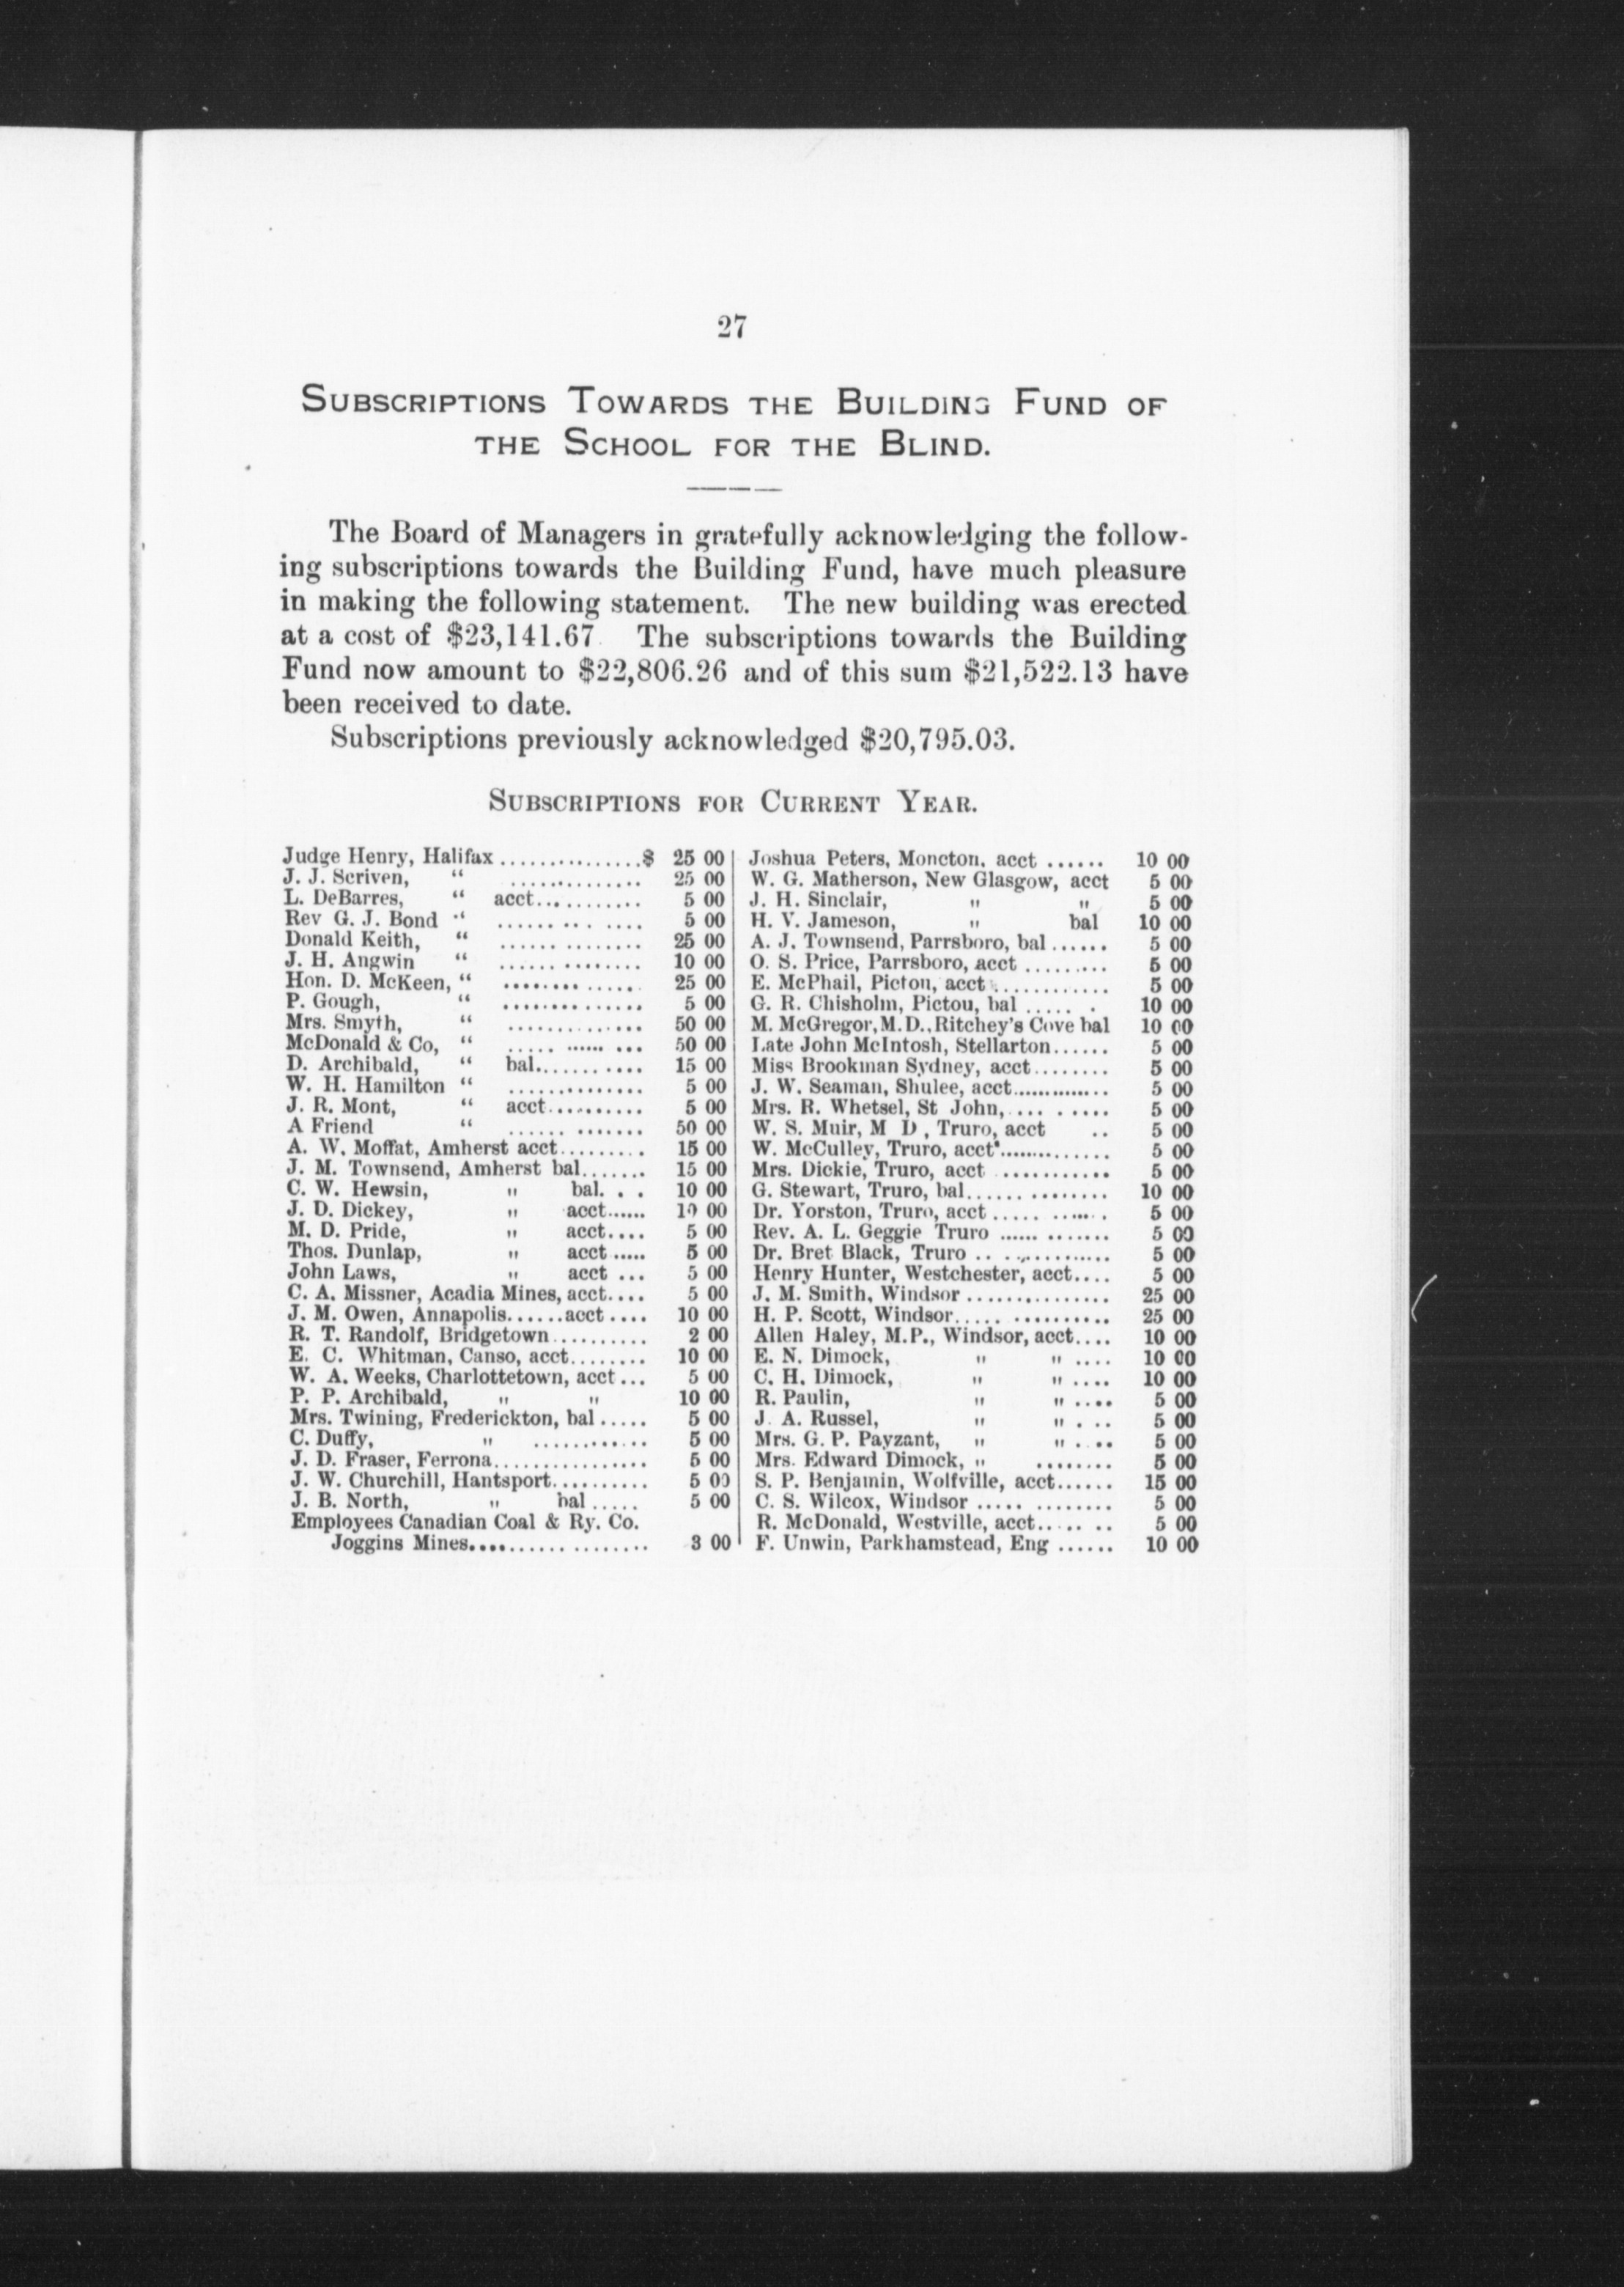 27
SUBSCRIPTIONS TOWARDS THE BUILDING FUND OF
THE SCHOOL FOR THE BLIND.
The Board of Managers in gratefully acknowledging the follow-
ing subscriptions towards the Building Fund, have much pleasure
in making the following statement. The new building was erected
at a cost of $23,141.67. The subscriptions towards the Building
Fund now amount to $22,806.26 and of this sum $21,522.13 have
been received to date.
Subscriptions previously acknowledged $20,795.03.
SUBSCRIPTIONS FOR CURRENT YEAR.
Judge Henry, Halifax ...............$ 25 00
J. J. Scriven, " .............. 25 00
L. DeBarres, " acct........... 5 00
Rev G. J. Bond " ...... ... .... 5 00
Donald Keith, " ...... ........ 25 00
J. H. Angwin " ...... ........ 10 00
Hon. D. McKeen, " ........ ...... 25 00
P. Gough, " .............. 5 00
Mrs. Smyth, " .............. 50 00
McDonald & Co, " ..... ...... ... 50 00
D. Archibald, " bal........... 15 00
W. H. Hamilton " .............. 5 00
J. R. Mont, " acct.......... 5 00
A Friend " ...... ....... 50 00
A. W. Moffat, Amherst acct......... 15 00
J. M. Townsend, Amherst bal...... 15 00
C. W. Hewsin, " bal. . . 10 00
J. D. Dickey, " acct...... 10 00
M. D. Pride, " acct.... 5 00
Thos. Dunlap, " acct ..... 5 00
John Laws, " acct ... 5 00
C. A. Missner, Acadia Mines, acct.... 5 00
J. M. Owen, Annapolis......acct .... 10 00
R. T. Randolf, Bridgetown.......... 2 00
E. C. Whitman, Canso, acct........ 10 00
W. A. Weeks, Charlottetown, acct ... 5 00
P. P. Archibald, " " 10 00
Mrs. Twining, Frederickton, bal ..... 5 00
C. Duffy, " ............ 5 00
J. D. Fraser, Ferrona................ 5 00
J. W. Churchill, Hantsport.......... 5 00
J. B. North, " bal ..... 5 00
Employees Canadian Coal & Ry. Co.
Joggins Mines.................. 3 00
Joshua Peters, Moncton, acct ...... 10 00
W. G. Matherson, New Glasgow, acct 5 00
J. H. Sinclair, " " 5 00
H. V. Jameson, " bal 10 00
A. J. Townsend, Parrsboro, bal ...... 5 00
O. S. Price, Parrsboro, acct ......... 5 00
E. McPhail, Picton, acct ............ 5 00
G. R. Chisholm, Pictou, bal ..... . 10 00
M. McGregor, M.D., Ritchey's Cove bal 10 00
Late John McIntosh, Stellarton...... 5 00
Miss Brookman Sydney, acct........ 5 00
J. W. Seaman, Shulee, acct.............. 5 00
Mrs. R. Whetsel, St John, .... ..... 5 00
W. S. Muir, M D , Truro, acct .. 5 00
W. McCulley, Truro, acct.............. 5 00
Mrs. Dickie, Truro, acct ........... 5 00
G. Stewart, Truro, bal...... ........ 10 00
Dr. Yorston, Truro, acct ..... ..... . 5 00
Rev. A. L. Geggie Truro ...... ....... 5 00
Dr. Bret Black, Truro .. ........... 5 00
Henry Hunter, Westchester, acct.... 5 00
J. M. Smith, Windsor ............... 25 00
H. P. Scott, Windsor..... .......... 25 00
Allen Haley, M.P., Windsor, acct.... 10 00
E. N. Dimock, " " .... 10 00
C. H. Dimock, " " .... 10 00
R. Paulin, " " .... 5 00
J. A. Russel, " " . .. 5 00
Mrs. G. P. Payzant, " " . .. 5 00
Mrs. Edward Dimock, " ........ 5 00
S. P. Benjamin, Wolfville, acct...... 15 00
C. S. Wilcox, Windsor ..... ........ 5 00
R. McDonald, Westville, acct..... .. 5 00
F. Unwin, Parkhamstead, Eng ...... 10 00